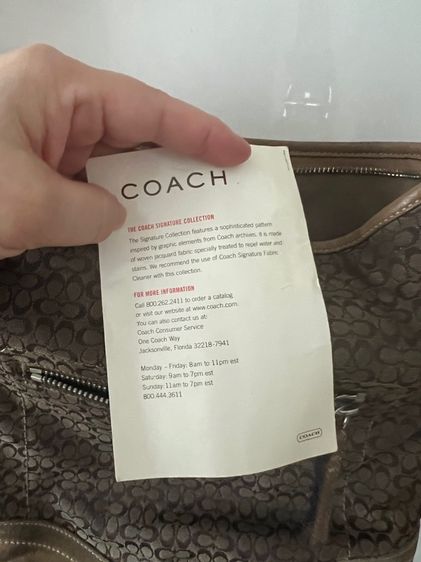 COACH
THE COACH SIGNATURE COLLECTION
The Signature Collection features a sophisticated pattern
inspired by graphic elements from Coach archives. It is made
of woven jacquard fabric specially treated to repel water and
stains. We recommend the use of Coach Signature Fabric
Cleaner with this collection.
FOR MORE INFORMATION
Call 800.262.2411 to order a catalog
or visit our website at www.coach.com.
You can also contact us at:
Coach Consumer Service
One Coach Way
Jacksonville, Florida 32218-7941
Monday – Friday: 8am to 11pm est
Saturday: 9am to 7pm est
Sunday: 11am to 7pm est
800.444.3611
COACH